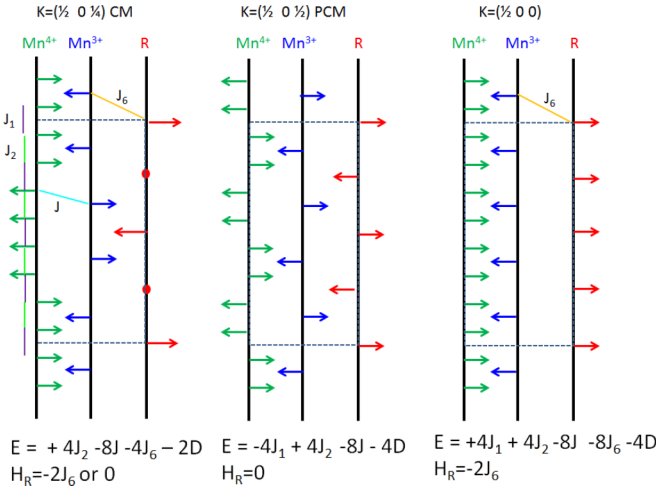 K=(½ 0 ¼) CM
K=(½ 0 ½) PCM
K=(½ 0 0)
Mn⁴⁺ Mn³⁺ R
Mn⁴⁺ Mn³⁺ R
Mn⁴⁺ Mn³⁺ R
J₆
J₆
J₁
J₂
J
E = + 4J₂ -8J -4J₆ – 2D
H_R=-2J₆ or 0
E = -4J₁ + 4J₂ -8J - 4D
H_R=0
E = +4J₁ + 4J₂ -8J -8J₆ -4D
H_R=-2J₆